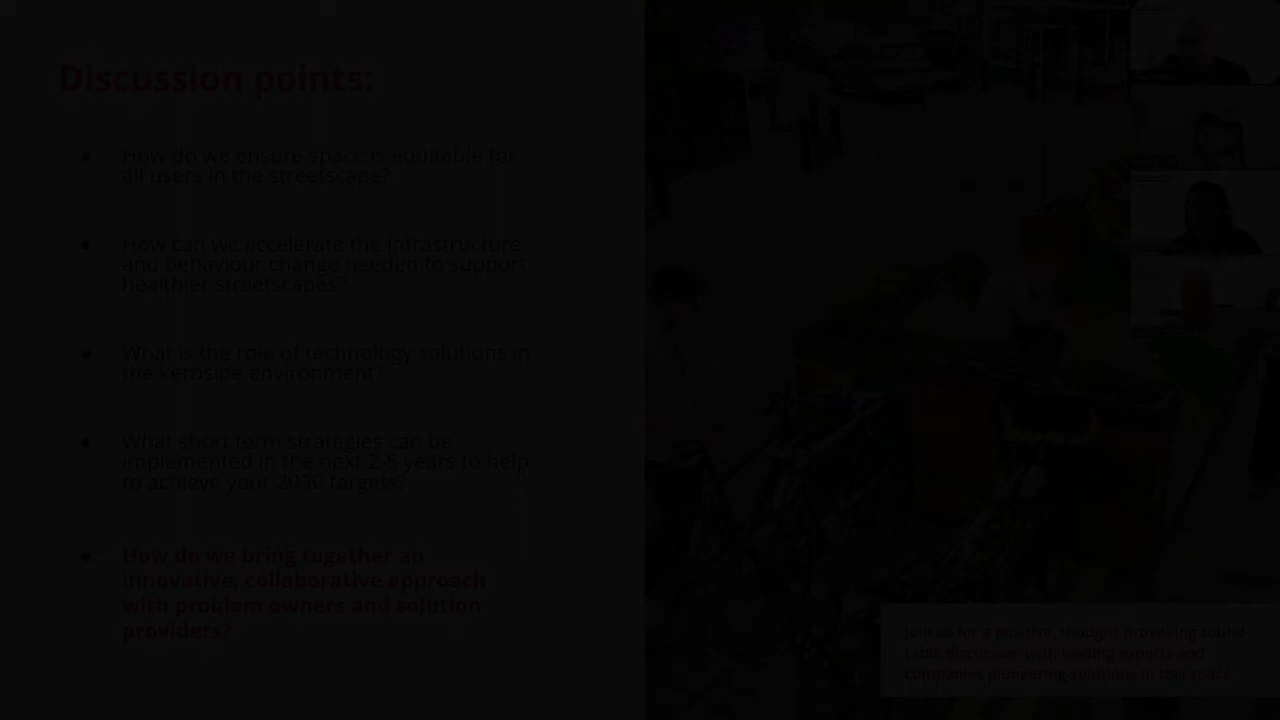 Discussion points:
How do we ensure space is equitable for
all users in the streetscape?
How can we accelerate the infrastructure
and behaviour change needed to support
healthier streetscapes?
What is the role of technology solutions in
the kerbside environment?
What short term strategies can be
implemented in the next 2-5 years to help
to achieve your 2030 targets?
How do we bring together an
innovative, collaborative approach
with problem owners and solution
providers?
Join us for a positive, thought-provoking round-
table discussion with leading experts and
companies pioneering solutions in this space